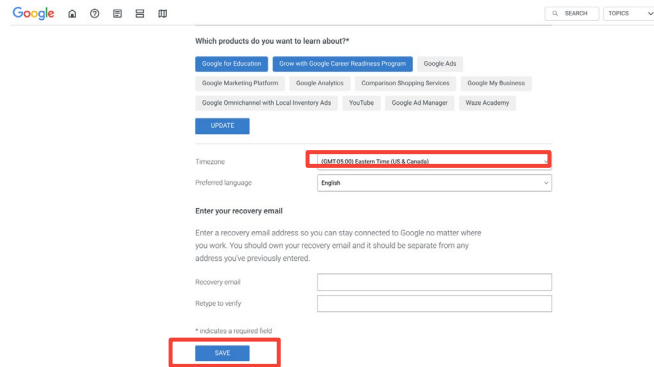 Google SEARCH TOPICS
Which products do you want to learn about?*
Google for Education Grow with Google Career Readiness Program Google Ads
Google Marketing Platform Google Analytics Comparison Shopping Services Google My Business
Google Omnichannel with Local Inventory Ads YouTube Google Ad Manager Waze Academy
UPDATE
Timezone (GMT-05:00) Eastern Time (US & Canada)
Preferred language English
Enter your recovery email
Enter a recovery email address so you can stay connected to Google no matter where
you work. You should own your recovery email and it should be separate from any
address you've previously entered.
Recovery email
Retype to verify
* indicates a required field
SAVE